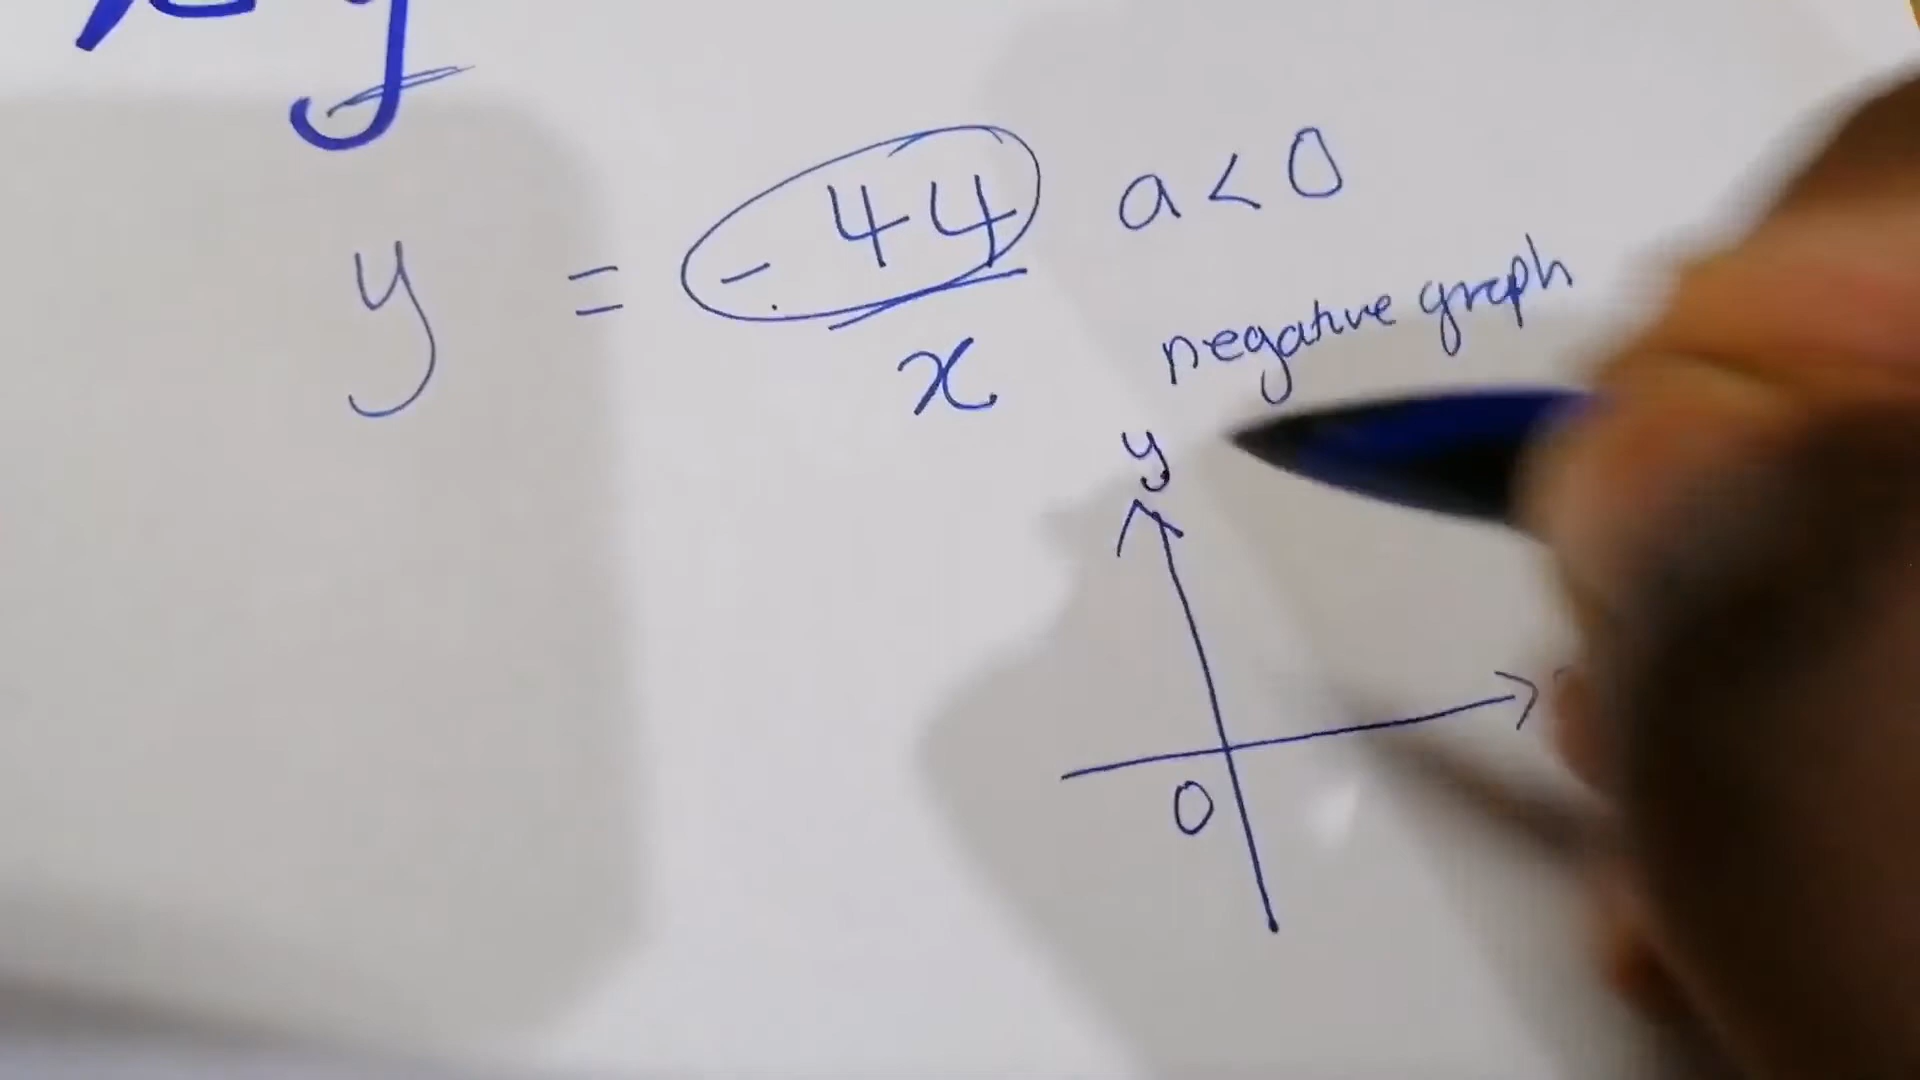 y = -44/x a < 0
negative graph
y
0